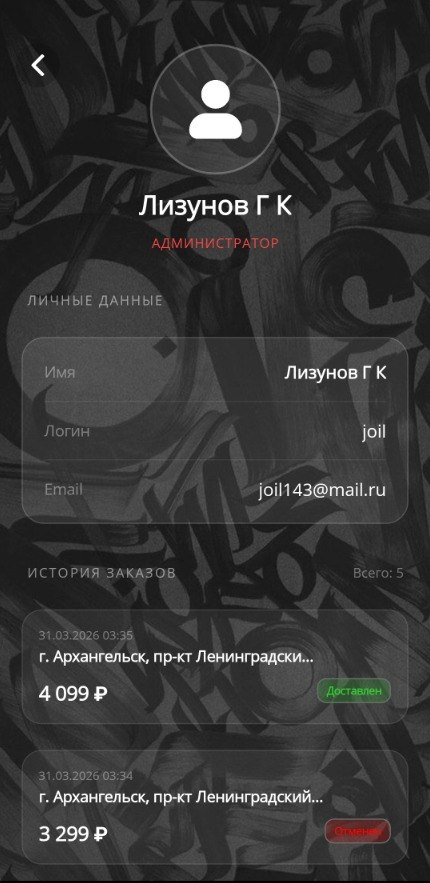 Лизунов Г К
АДМИНИСТРАТОР
ЛИЧНЫЕ ДАННЫЕ
Имя Лизунов Г К
Логин joil
Email joil143@mail.ru
ИСТОРИЯ ЗАКАЗОВ Всего: 5
31.03.2026 03:35
г. Архангельск, пр-кт Ленинградски...
4 099 ₽ Доставлен
31.03.2026 03:34
г. Архангельск, пр-кт Ленинградский...
3 299 ₽ Отменен